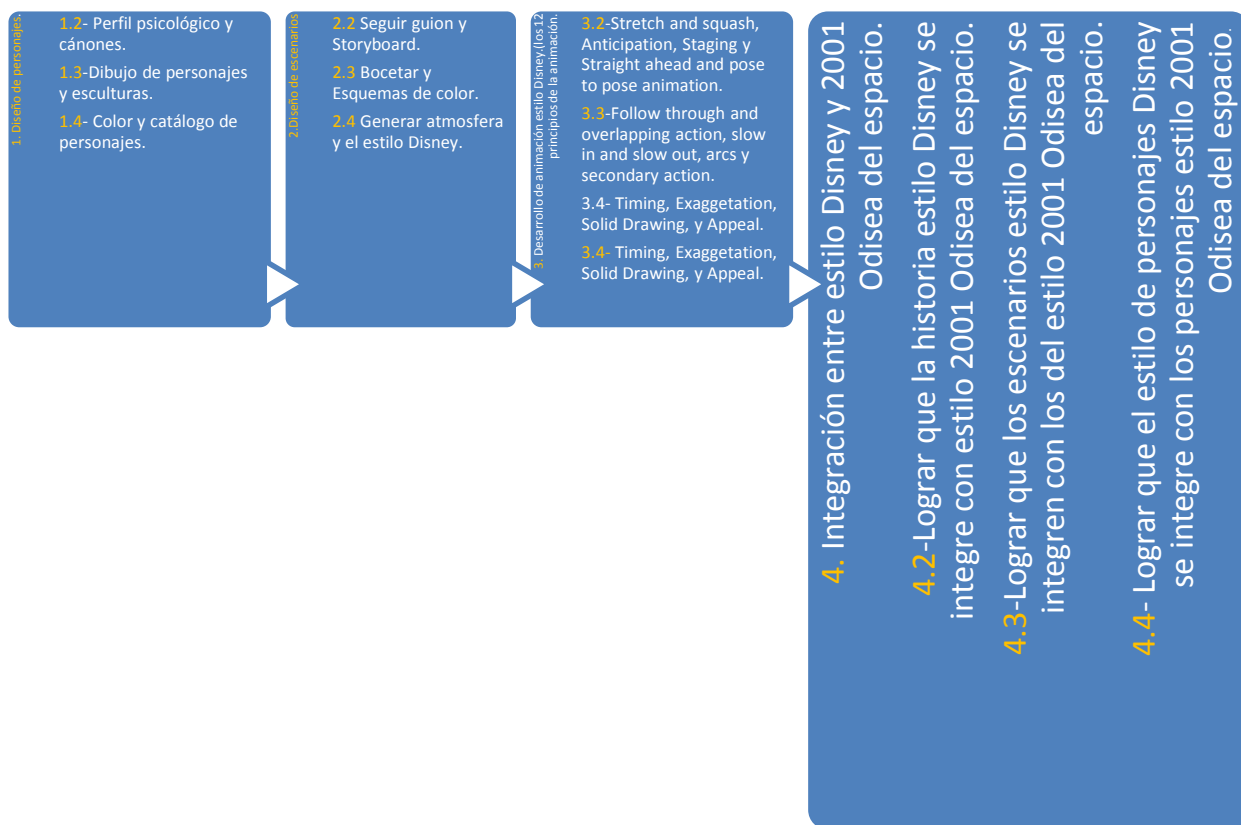 1. Diseño de personajes.
1.2- Perfil psicológico y
cánones.
1.3-Dibujo de personajes
y esculturas.
1.4- Color y catálogo de
personajes.
2.Diseño de escenarios
2.2 Seguir guion y
Storyboard.
2.3 Bocetar y
Esquemas de color.
2.4 Generar atmosfera
y el estilo Disney.
3. Desarrollo de animación estilo Disney.(los 12
principios de la animación.
3.2-Stretch and squash,
Anticipation, Staging y
Straight ahead and pose
to pose animation.
3.3-Follow through and
overlapping action, slow
in and slow out, arcs y
secondary action.
3.4- Timing, Exaggetation,
Solid Drawing, y Appeal.
3.4- Timing, Exaggetation,
Solid Drawing, y Appeal.
4. Integración entre estilo Disney y 2001
Odisea del espacio.
4.2-Lograr que la historia estilo Disney se
integre con estilo 2001 Odisea del espacio.
4.3-Lograr que los escenarios estilo Disney se
integren con los del estilo 2001 Odisea del
espacio.
4.4- Lograr que el estilo de personajes Disney
se integre con los personajes estilo 2001
Odisea del espacio.